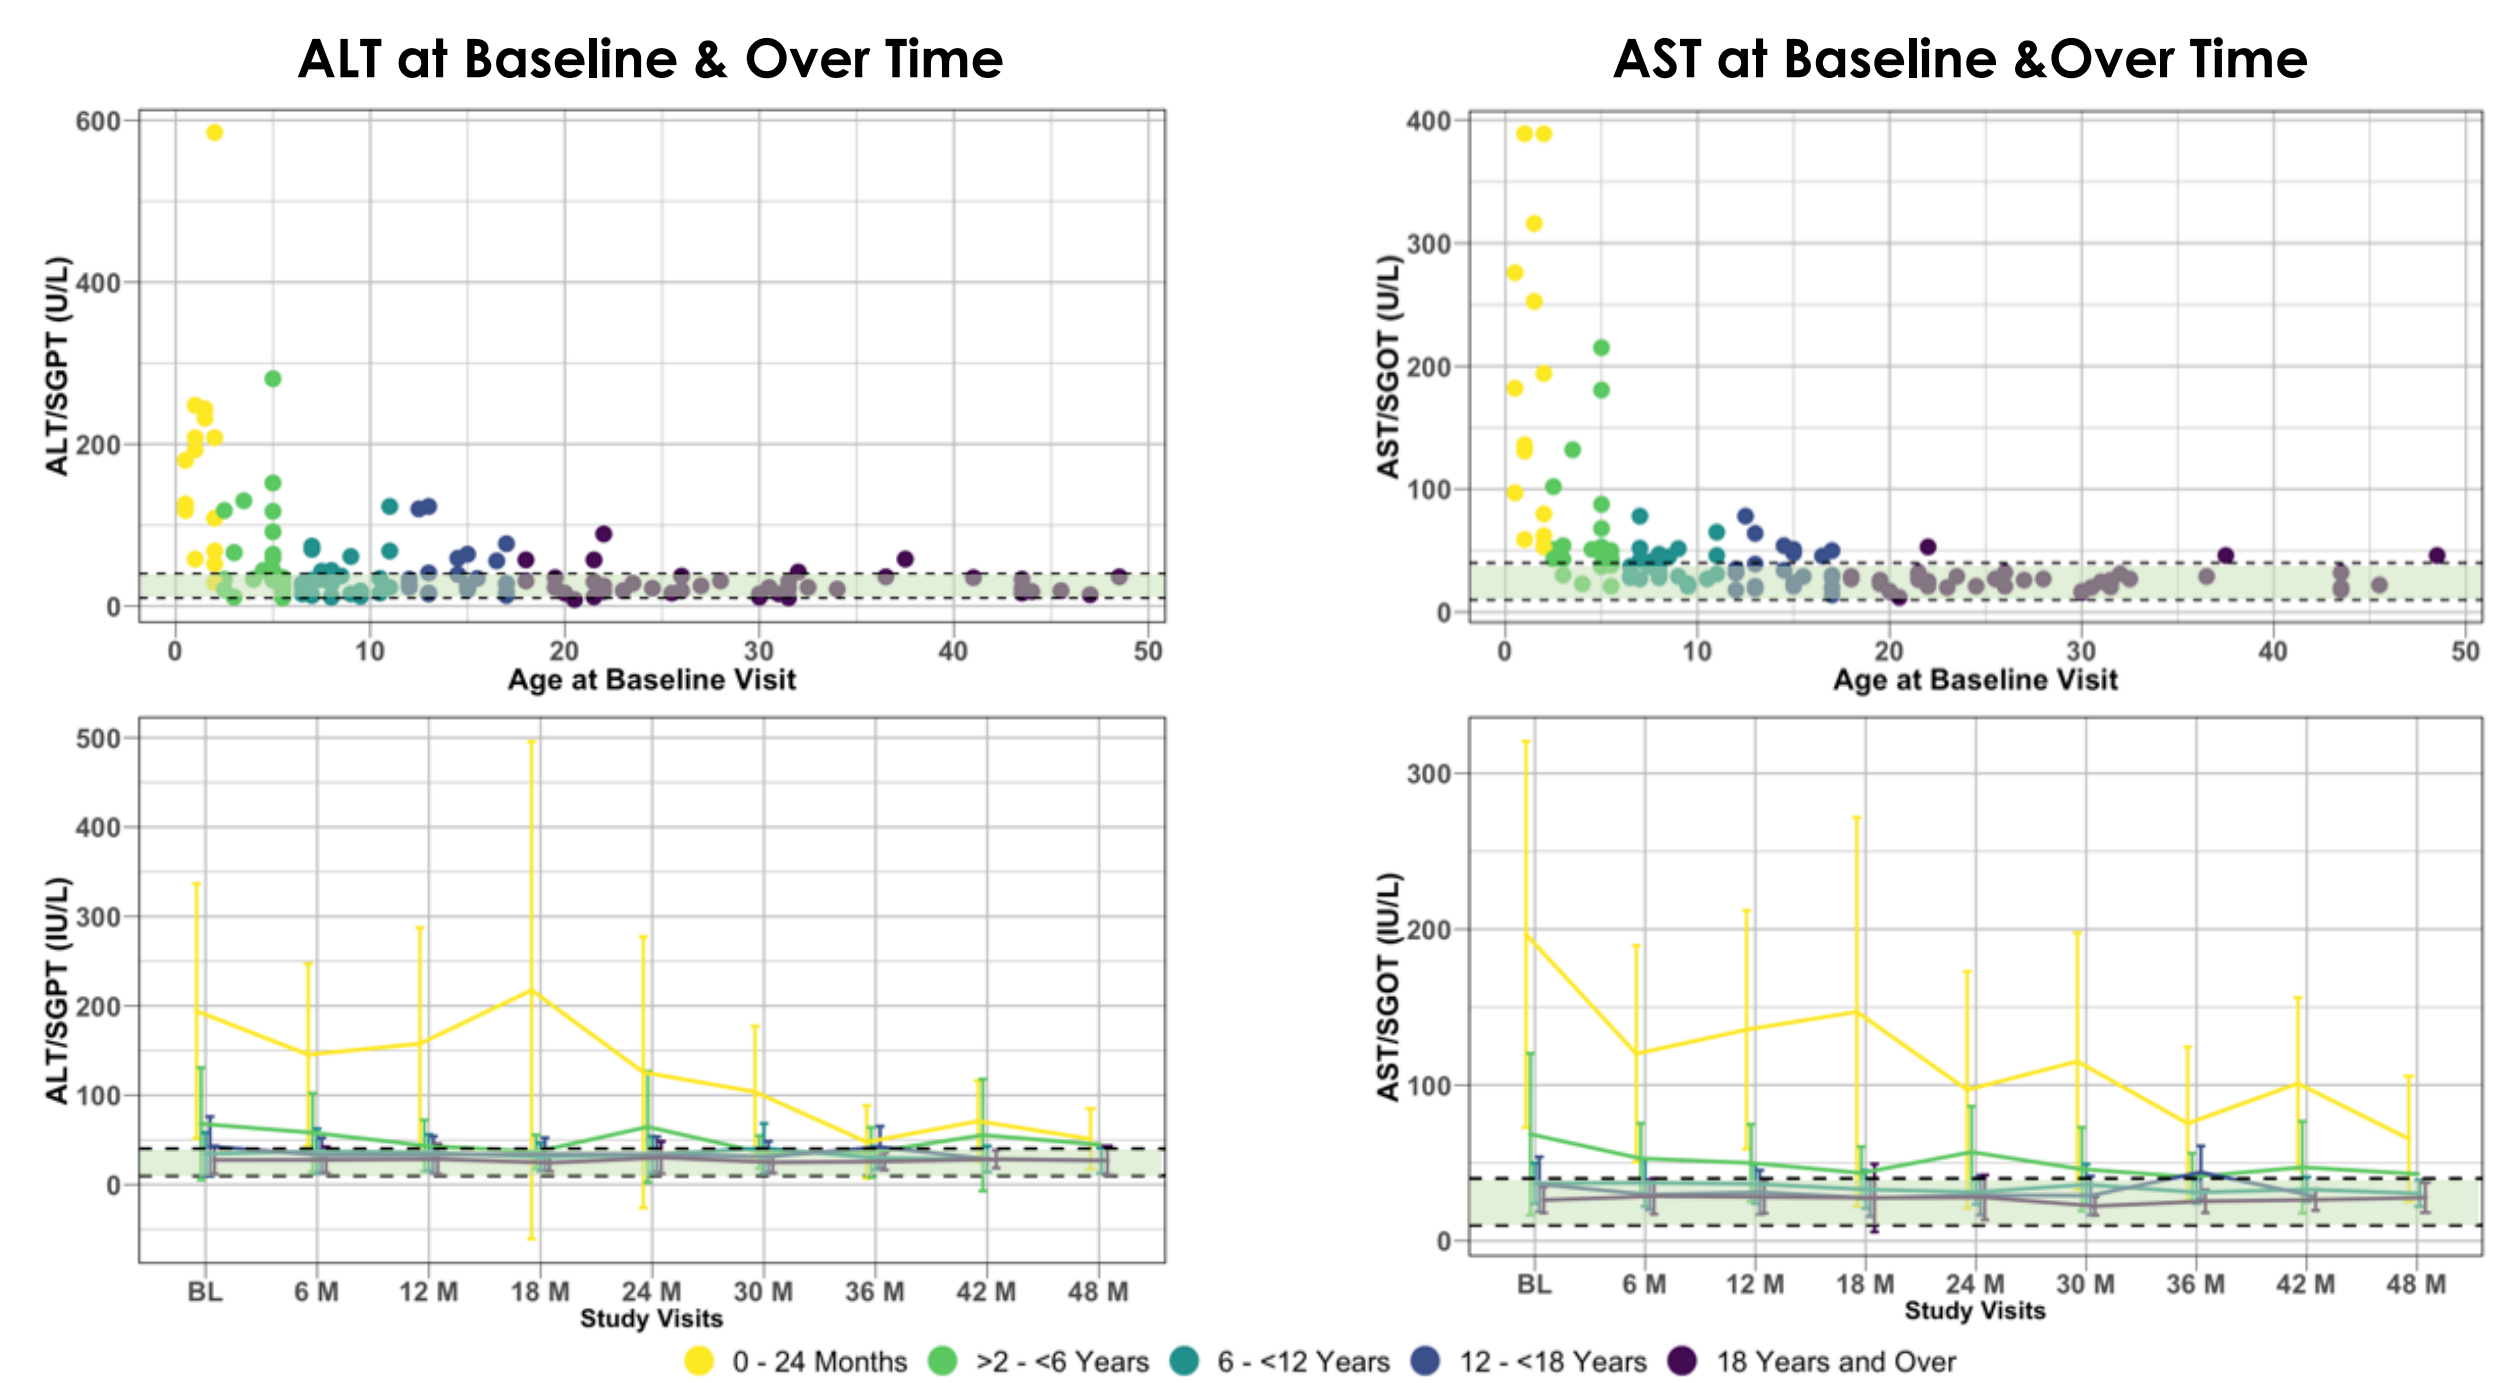 ALT at Baseline & Over Time
AST at Baseline &Over Time
ALT/SGPT (U/L)
600
400
200
0
0 10 20 30 40 50
Age at Baseline Visit
AST/SGOT (U/L)
400
300
200
100
0
0 10 20 30 40 50
Age at Baseline Visit
ALT/SGPT (IU/L)
500
400
300
200
100
0
BL 6 M 12 M 18 M 24 M 30 M 36 M 42 M 48 M
Study Visits
AST/SGOT (IU/L)
300
200
100
0
BL 6 M 12 M 18 M 24 M 30 M 36 M 42 M 48 M
Study Visits
0 - 24 Months >2 - <6 Years 6 - <12 Years 12 - <18 Years 18 Years and Over